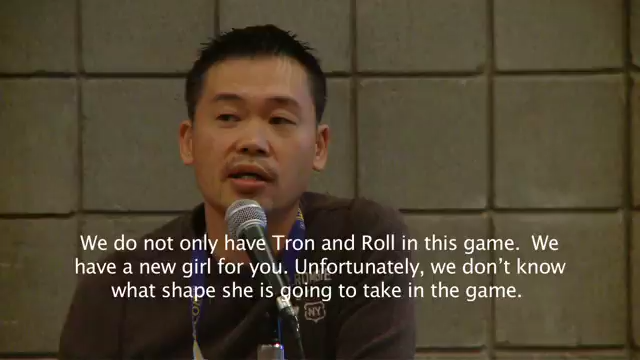 We do not only have Tron and Roll in this game.  We
have a new girl for you. Unfortunately, we don't know
what shape she is going to take in the game.
NY